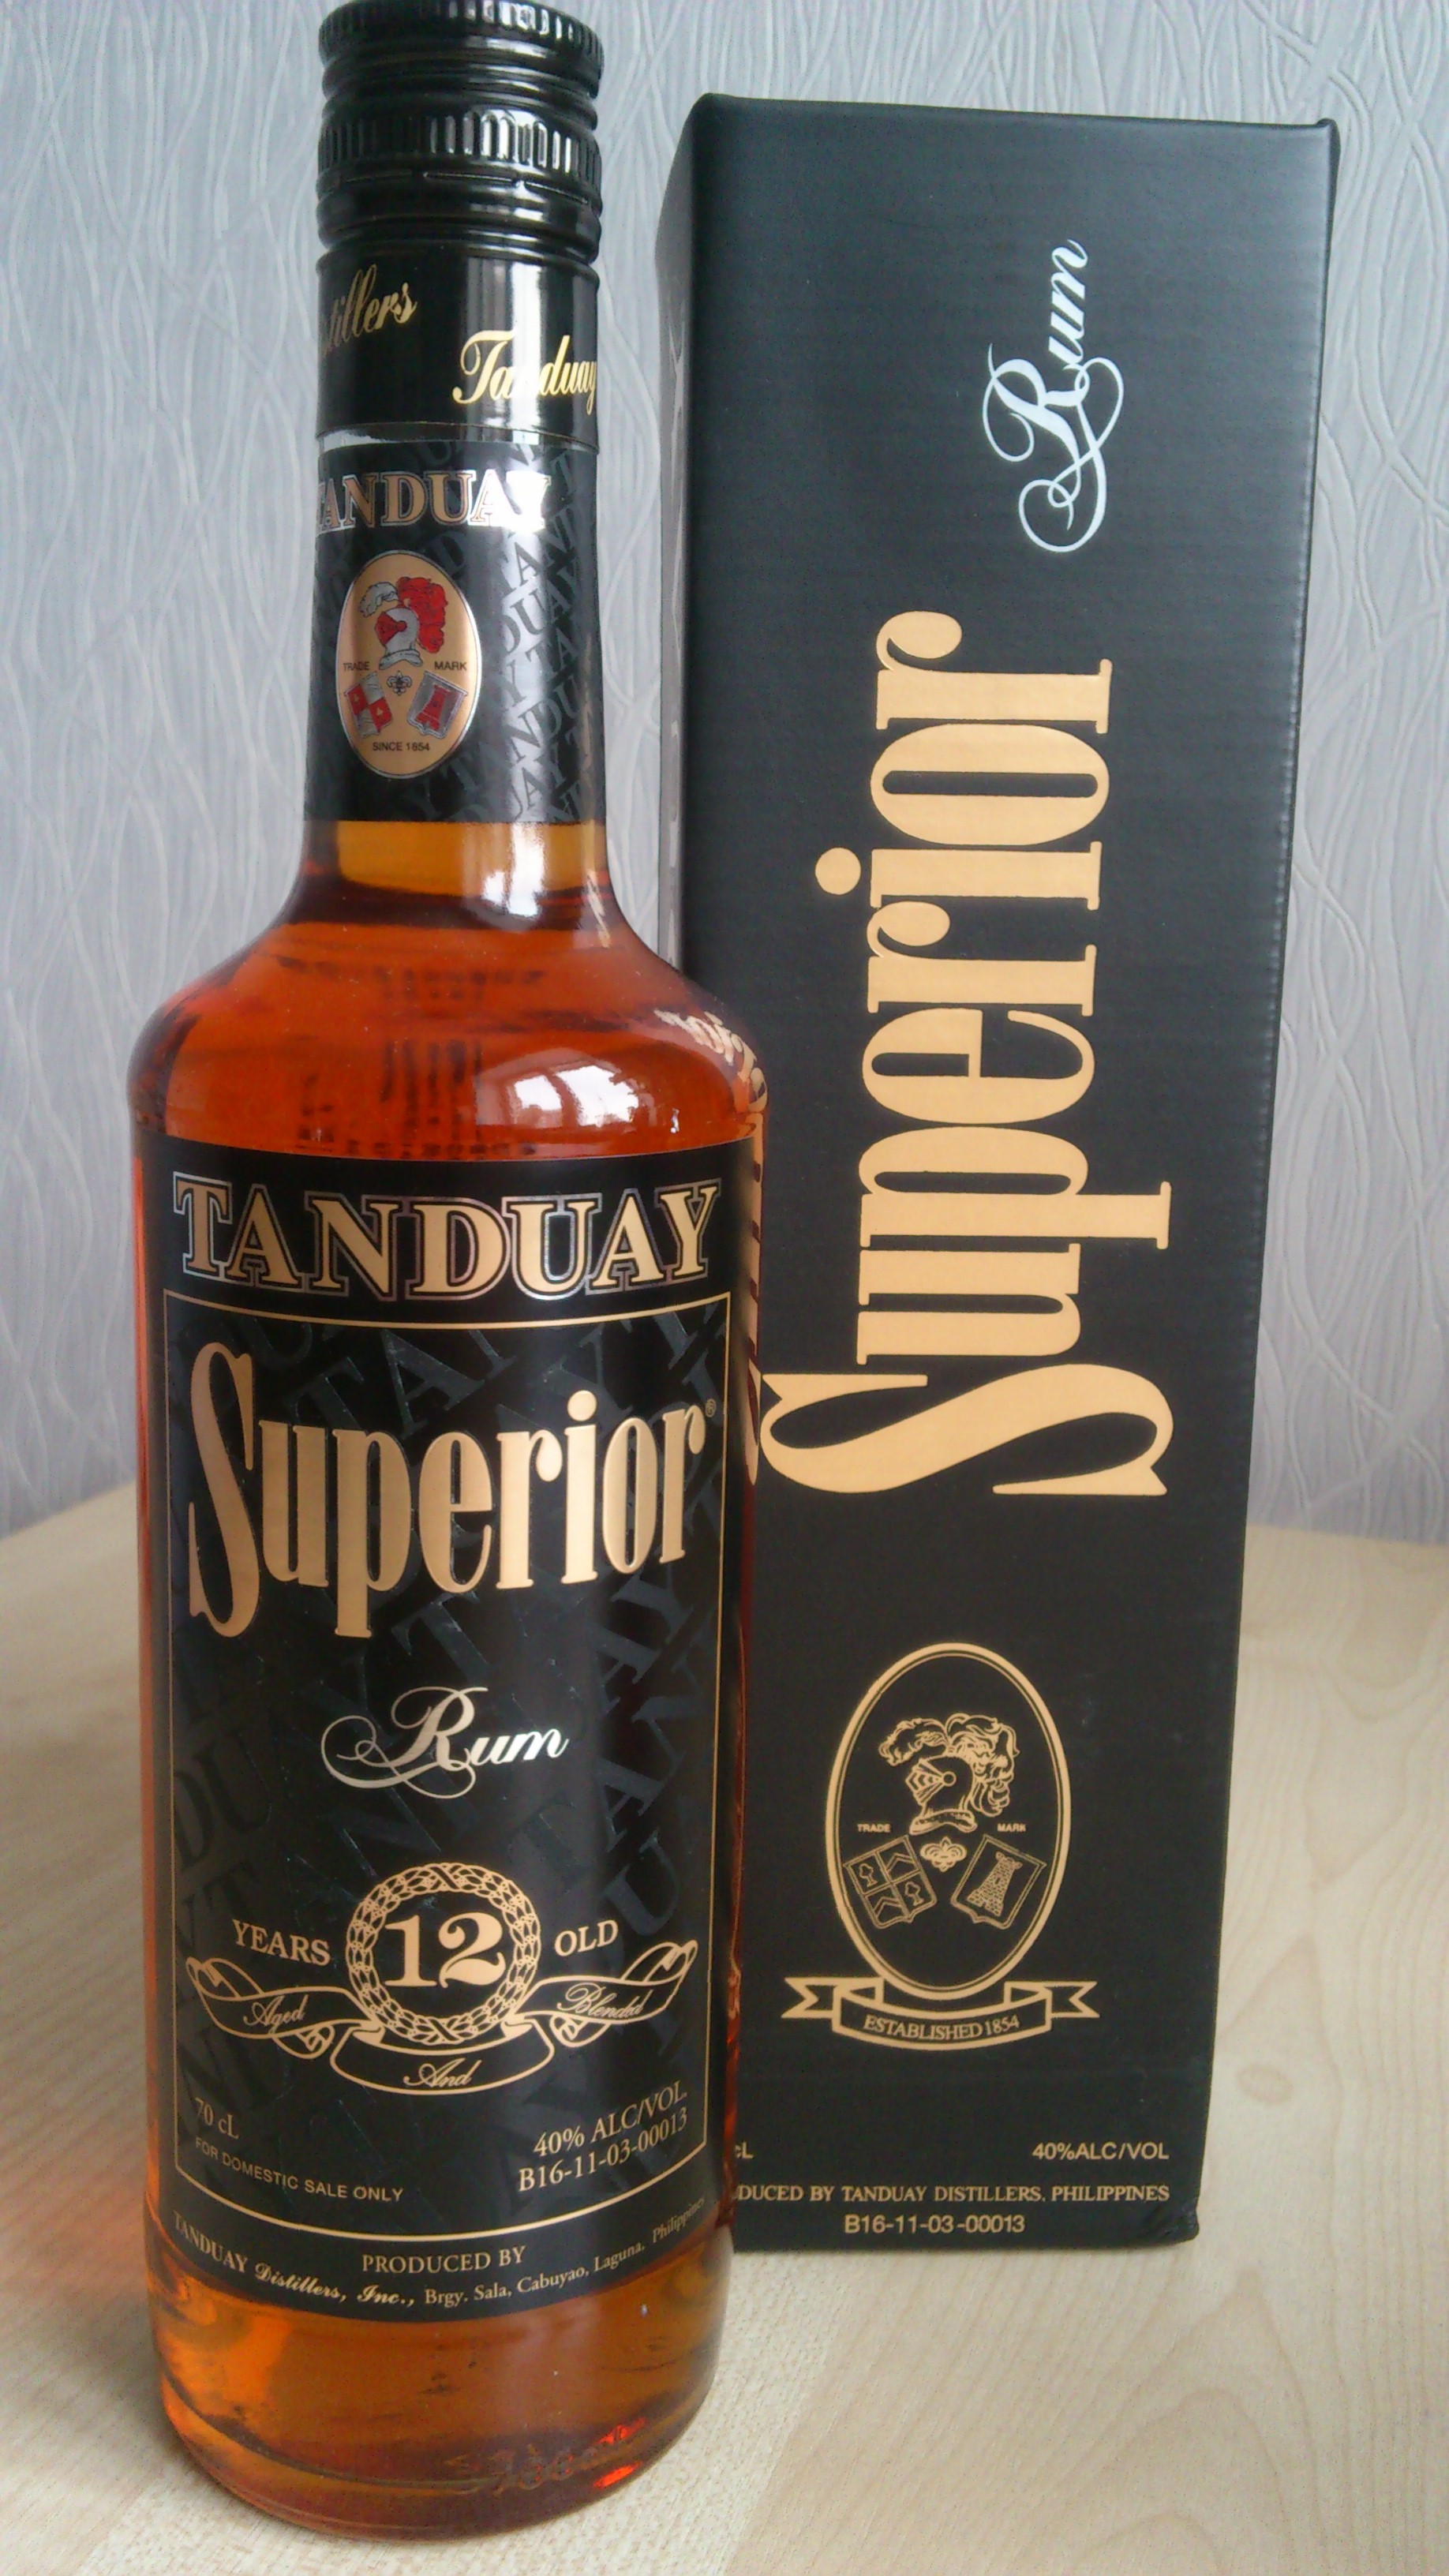 Tanduay
TANDUAY
TRADE MARK
SINCE 1854
TANDUAY
Superior®
Rum
YEARS 12 OLD
Aged And Blended
70 cL
40% ALC/VOL.
FOR DOMESTIC SALE ONLY
B16-11-03-00013
PRODUCED BY
TANDUAY Distillers, Inc., Brgy. Sala, Cabuyao, Laguna, Philippines
Superior Rum
TRADE MARK
ESTABLISHED 1854
40%ALC/VOL
BY TANDUAY DISTILLERS, PHILIPPINES
B16-11-03-00013